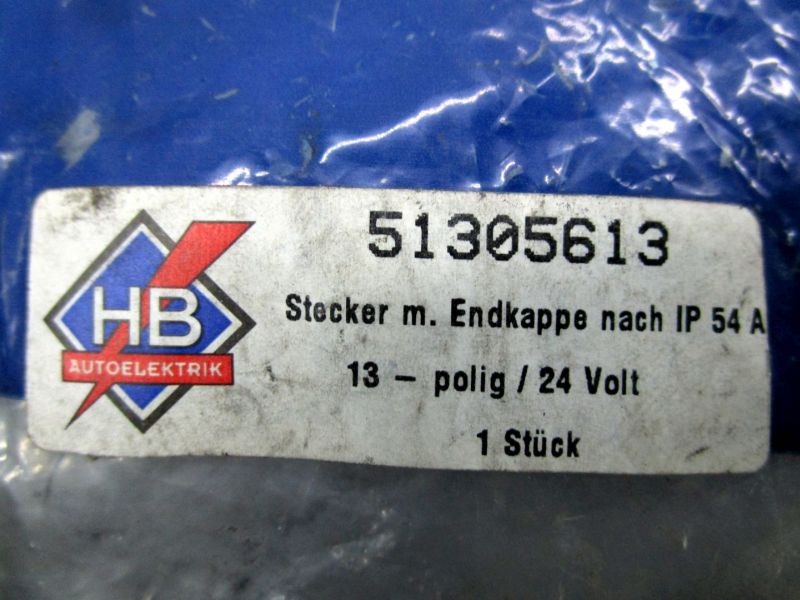 HB
AUTOELEKTRIK
51305613
Stecker m. Endkappe nach IP 54 A
13 – polig / 24 Volt
1 Stück